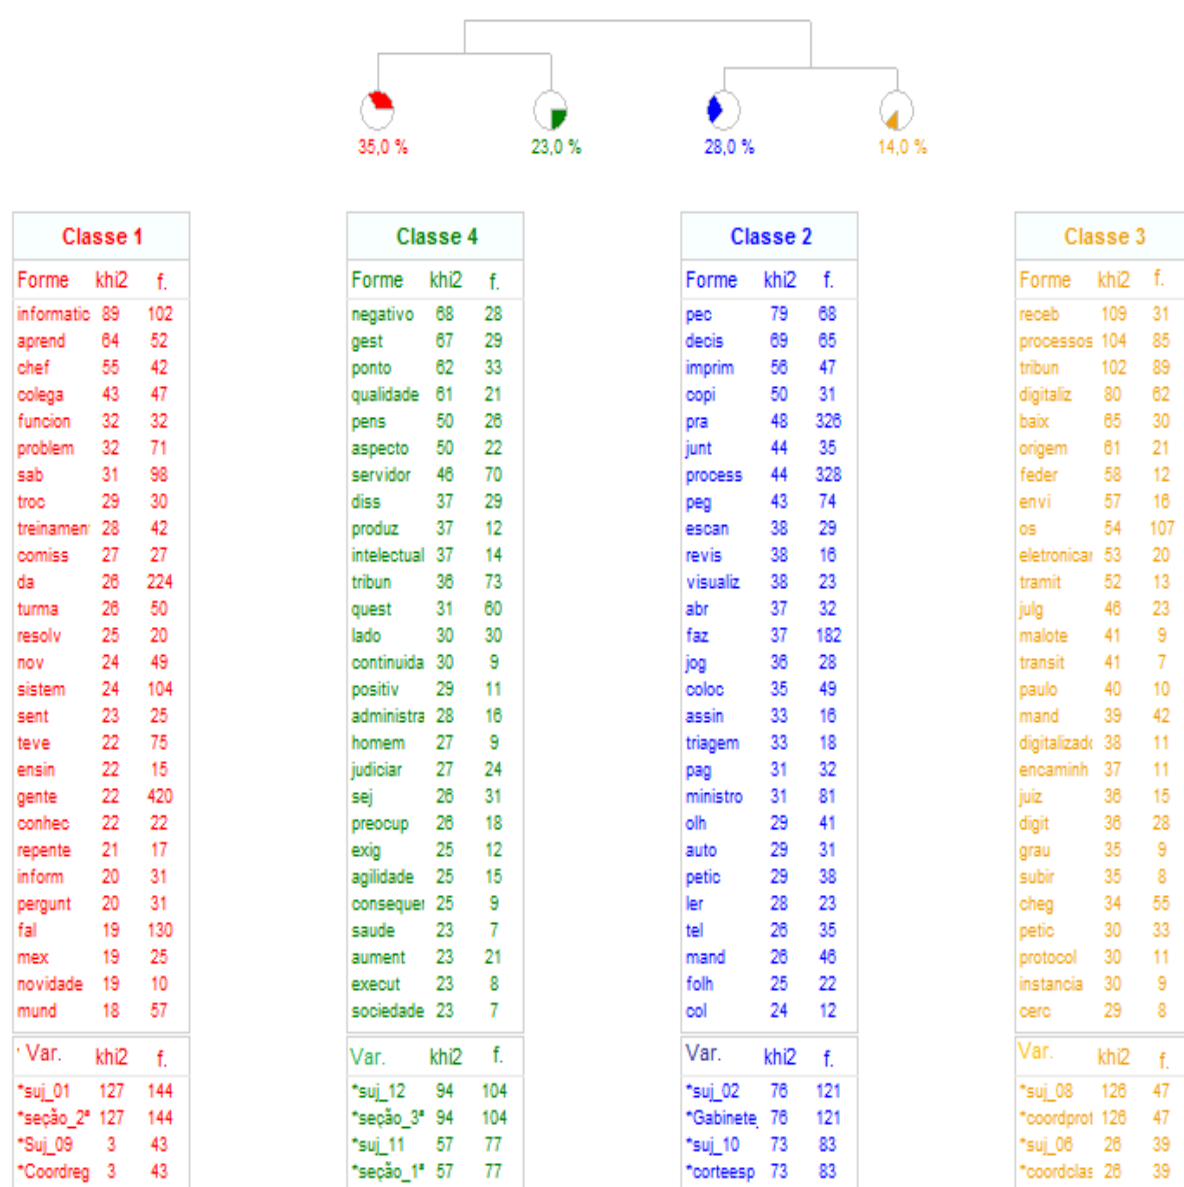 35,0 % 23,0 % 28,0 % 14,0 %
Classe 1 Classe 4 Classe 2 Classe 3
Forme khi2 f. Forme khi2 f. Forme khi2 f. Forme khi2 f.
informatic 89 102 negativo 68 28 pec 79 68 receb 109 31
aprend 64 52 gest 67 29 decis 69 65 processos 104 85
chef 55 42 ponto 62 33 imprim 56 47 tribun 102 89
colega 43 47 qualidade 61 21 copi 50 31 digitaliz 80 62
funcion 32 32 pens 50 26 pra 48 326 baix 65 30
problem 32 71 aspecto 50 22 junt 44 35 origem 61 21
sab 31 98 servidor 46 70 process 44 328 feder 58 12
troc 29 30 diss 37 29 peg 43 74 envi 57 16
treinamen 28 42 produz 37 12 escan 38 29 os 54 107
comiss 27 27 intelectual 37 14 revis 38 16 eletronicar 53 20
da 26 224 tribun 36 73 visualiz 38 23 tramit 52 13
turma 26 50 quest 31 60 abr 37 32 julg 46 23
resolv 25 20 lado 30 30 faz 37 182 malote 41 9
nov 24 49 continuida 30 9 jog 36 28 transit 41 7
sistem 24 104 positiv 29 11 coloc 35 49 paulo 40 10
sent 23 25 administra 28 16 assin 33 16 mand 39 42
teve 22 75 homem 27 9 triagem 33 18 digitalizado 38 11
ensin 22 15 judiciar 27 24 pag 31 32 encaminh 37 11
gente 22 420 sej 26 31 ministro 31 81 juiz 36 15
conhec 22 22 preocup 26 18 olh 29 41 digit 36 28
repente 21 17 exig 25 12 auto 29 31 grau 35 9
inform 20 31 agilidade 25 15 petic 29 38 subir 35 8
pergunt 20 31 consequer 25 9 ler 28 23 cheg 34 55
fal 19 130 saude 23 7 tel 26 35 petic 30 33
mex 19 25 aument 23 21 mand 26 46 protocol 30 11
novidade 19 10 execut 23 8 folh 25 22 instancia 30 9
mund 18 57 sociedade 23 7 col 24 12 cerc 29 8
Var. khi2 f. Var. khi2 f. Var. khi2 f. Var. khi2 f.
*suj_01 127 144 *suj_12 94 104 *suj_02 76 121 *suj_08 126 47
*seção_2ª 127 144 *seção_3ª 94 104 *Gabinete_ 76 121 *coordprot 126 47
*Suj_09 3 43 *suj_11 57 77 *suj_10 73 83 *suj_06 26 39
*Coordreg 3 43 *seção_1ª 57 77 *corteesp 73 83 *coordclas 26 39